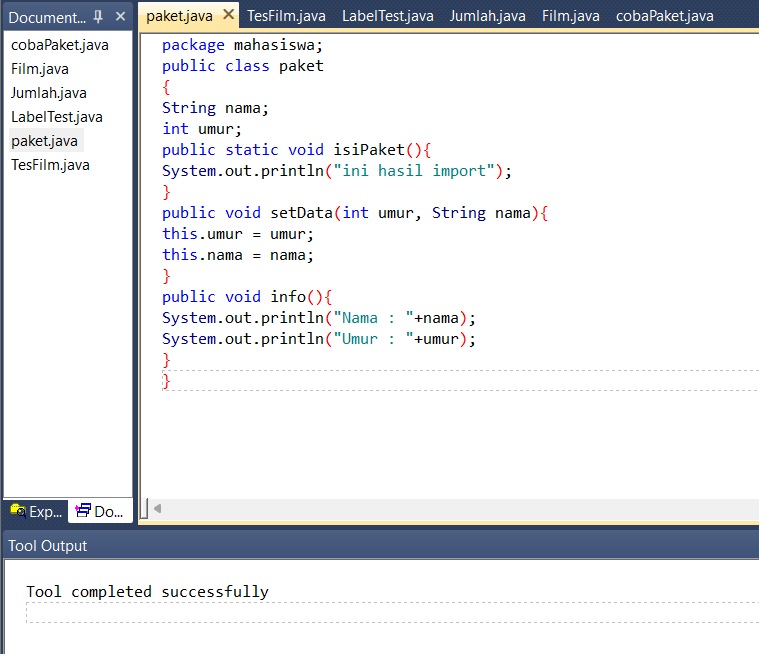 Document...
paket.java TesFilm.java LabelTest.java Jumlah.java Film.java cobaPaket.java
cobaPaket.java
Film.java
Jumlah.java
LabelTest.java
paket.java
TesFilm.java
package mahasiswa;
public class paket
{
String nama;
int umur;
public static void isiPaket(){
System.out.println("ini hasil import");
}
public void setData(int umur, String nama){
this.umur = umur;
this.nama = nama;
}
public void info(){
System.out.println("Nama : "+nama);
System.out.println("Umur : "+umur);
}
}
Exp... Do...
Tool Output
Tool completed successfully